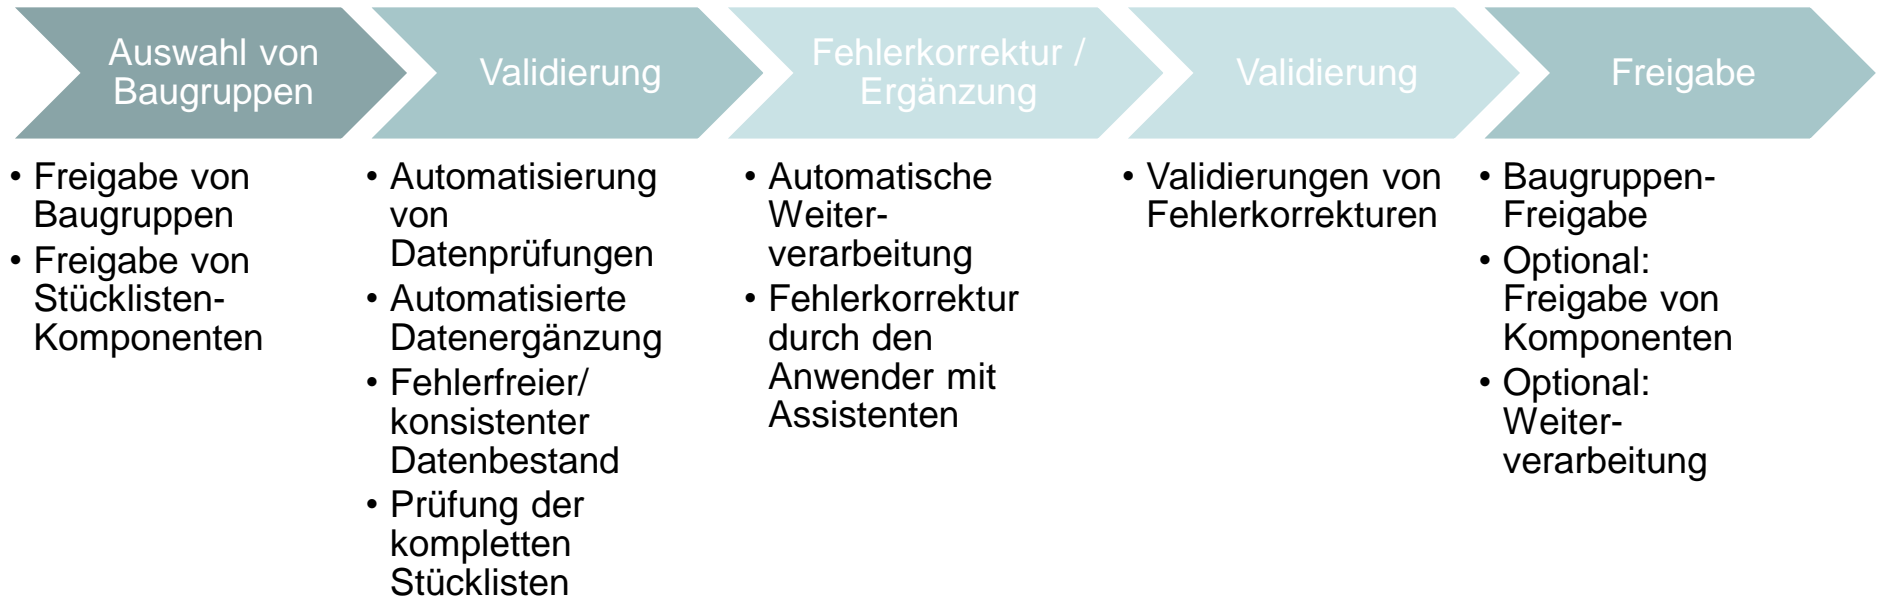 Auswahl von
Baugruppen
Validierung
Fehlerkorrektur /
Ergänzung
Validierung
Freigabe
• Freigabe von
Baugruppen
• Freigabe von
Stücklisten-
Komponenten
• Automatisierung
von
Datenprüfungen
• Automatisierte
Datenergänzung
• Fehlerfreier/
konsistenter
Datenbestand
• Prüfung der
kompletten
Stücklisten
• Automatische
Weiter-
verarbeitung
• Fehlerkorrektur
durch den
Anwender mit
Assistenten
• Validierungen von
Fehlerkorrekturen
• Baugruppen-
Freigabe
• Optional:
Freigabe von
Komponenten
• Optional:
Weiter-
verarbeitung